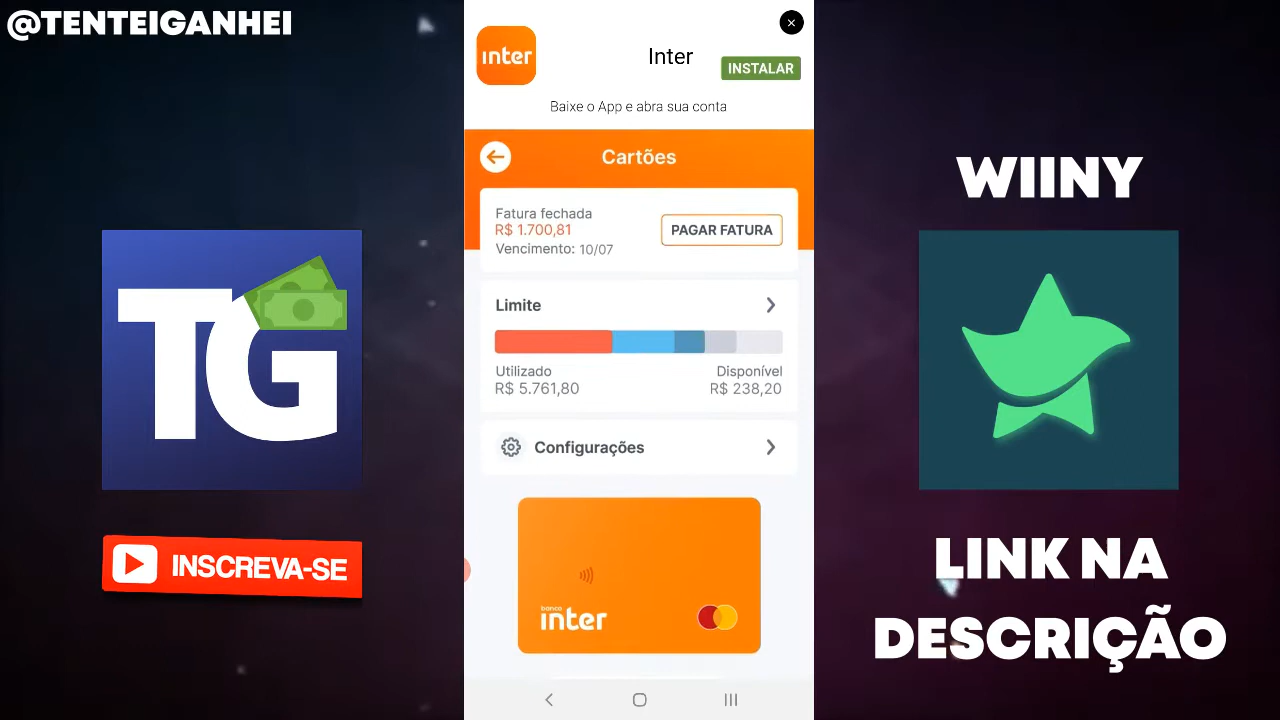 @TENTEIGANHEI
TG
INSCREVA-SE
inter
Inter
INSTALAR
Baixe o App e abra sua conta
Cartões
Fatura fechada
R$ 1.700,81
Vencimento: 10/07
PAGAR FATURA
Limite
Utilizado
R$ 5.761,80
Disponível
R$ 238,20
Configurações
banco
inter
WIINY
LINK NA
DESCRIÇÃO